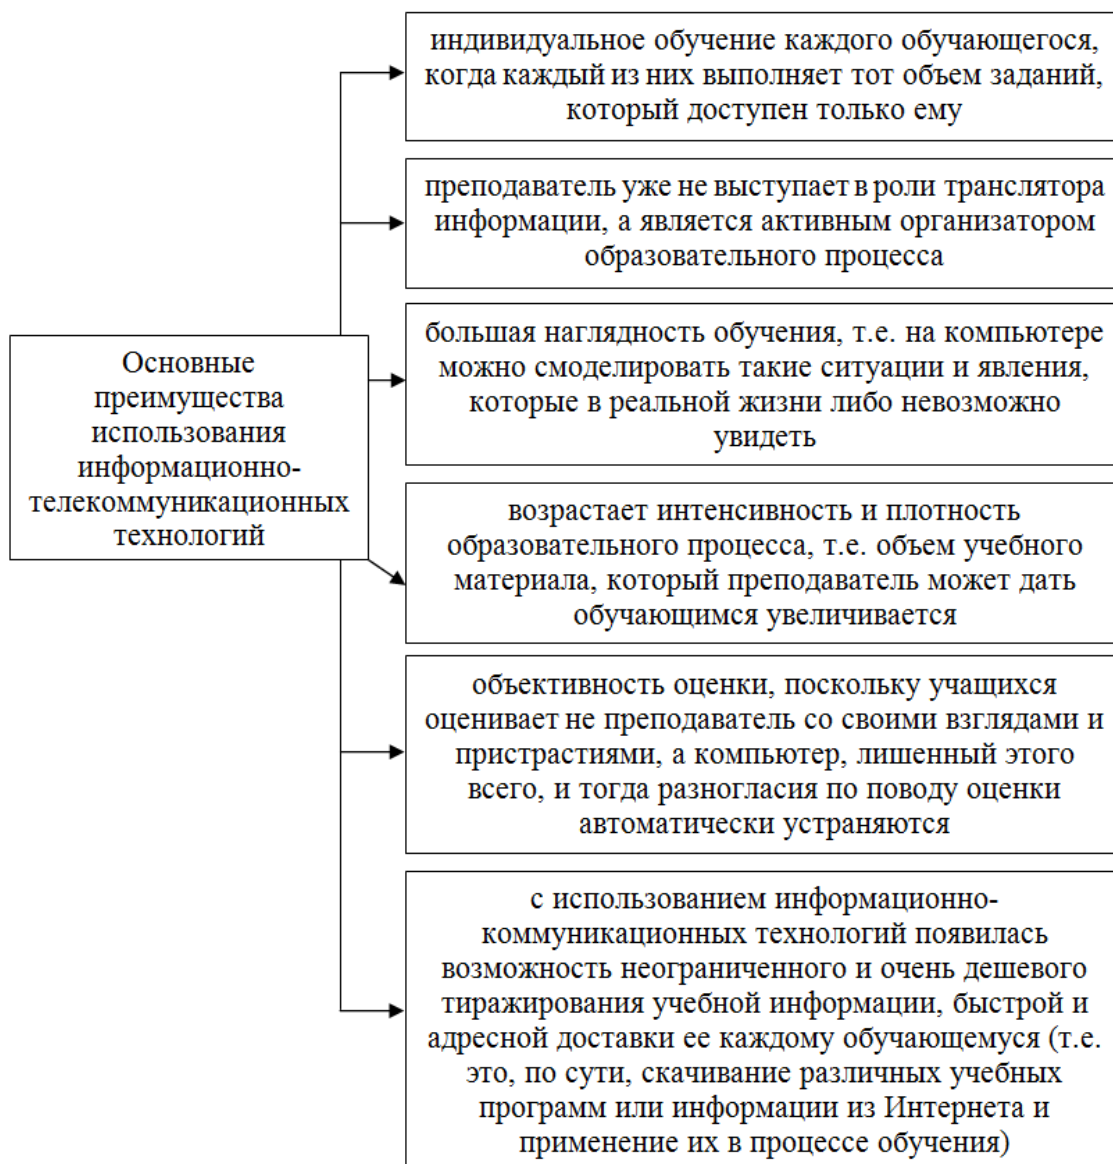 Основные
преимущества
использования
информационно-
телекоммуникационных
технологий
индивидуальное обучение каждого обучающегося,
когда каждый из них выполняет тот объем заданий,
который доступен только ему
преподаватель уже не выступает в роли транслятора
информации, а является активным организатором
образовательного процесса
большая наглядность обучения, т.е. на компьютере
можно смоделировать такие ситуации и явления,
которые в реальной жизни либо невозможно
увидеть
возрастает интенсивность и плотность
образовательного процесса, т.е. объем учебного
материала, который преподаватель может дать
обучающимся увеличивается
объективность оценки, поскольку учащихся
оценивает не преподаватель со своими взглядами и
пристрастиями, а компьютер, лишенный этого
всего, и тогда разногласия по поводу оценки
автоматически устраняются
с использованием информационно-
коммуникационных технологий появилась
возможность неограниченного и очень дешевого
тиражирования учебной информации, быстрой и
адресной доставки ее каждому обучающемуся (т.е.
это, по сути, скачивание различных учебных
программ или информации из Интернета и
применение их в процессе обучения)